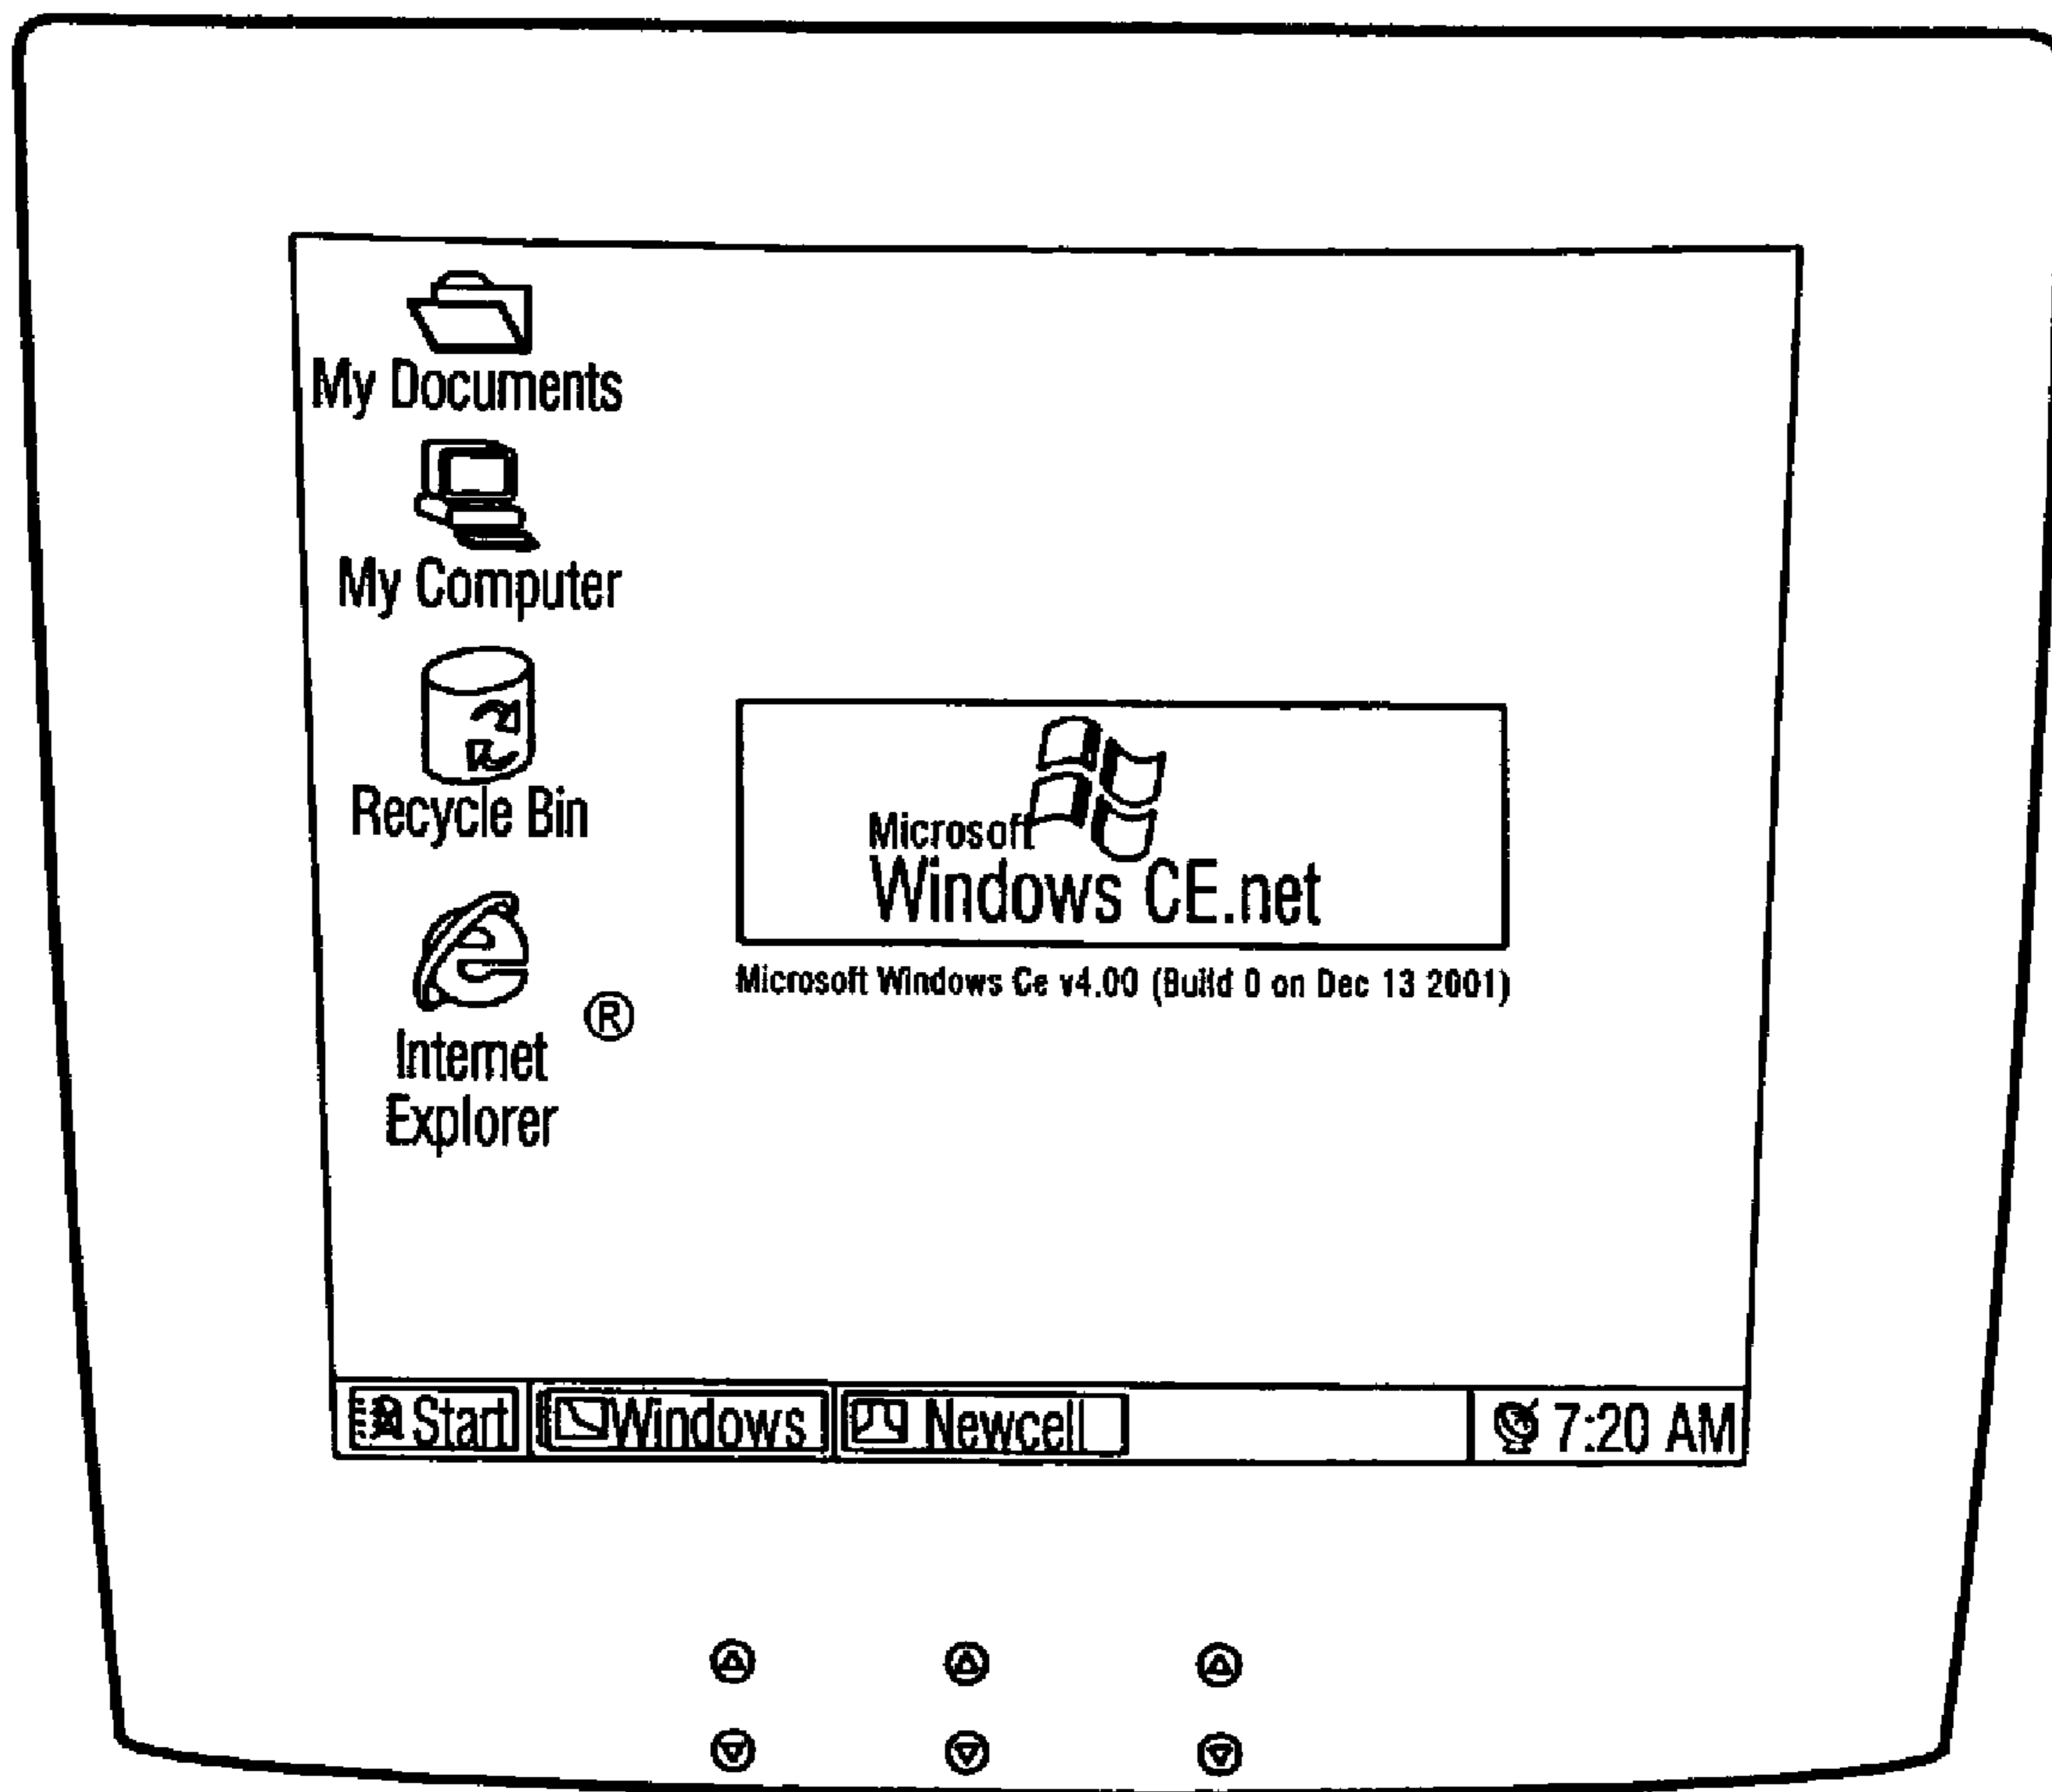 My Documents
My Computer
Recycle Bin
Internet ®
Explorer
Microsoft
Windows CE.net
Microsoft Windows Ce v4.00 (Build 0 on Dec 13 2001)
Start Windows Newcell 7:20 AM